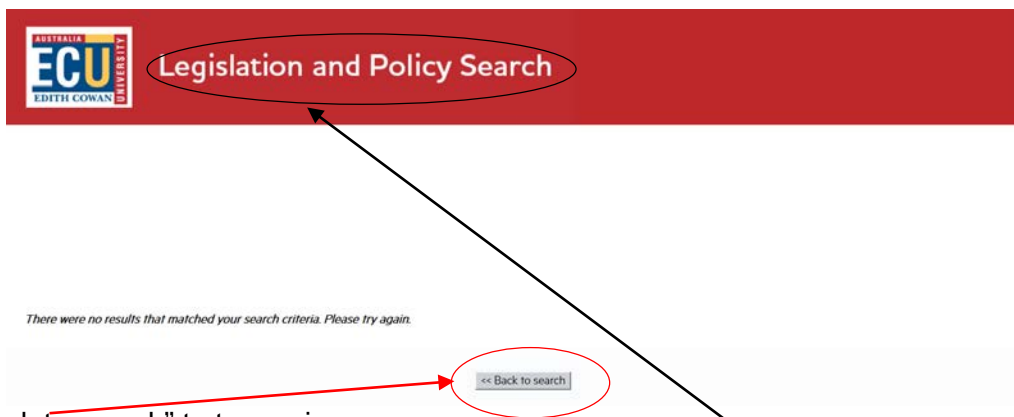 AUSTRALIA
ECU
EDITH COWAN
UNIVERSITY
Legislation and Policy Search
There were no results that matched your search criteria. Please try again.
<< Back to search